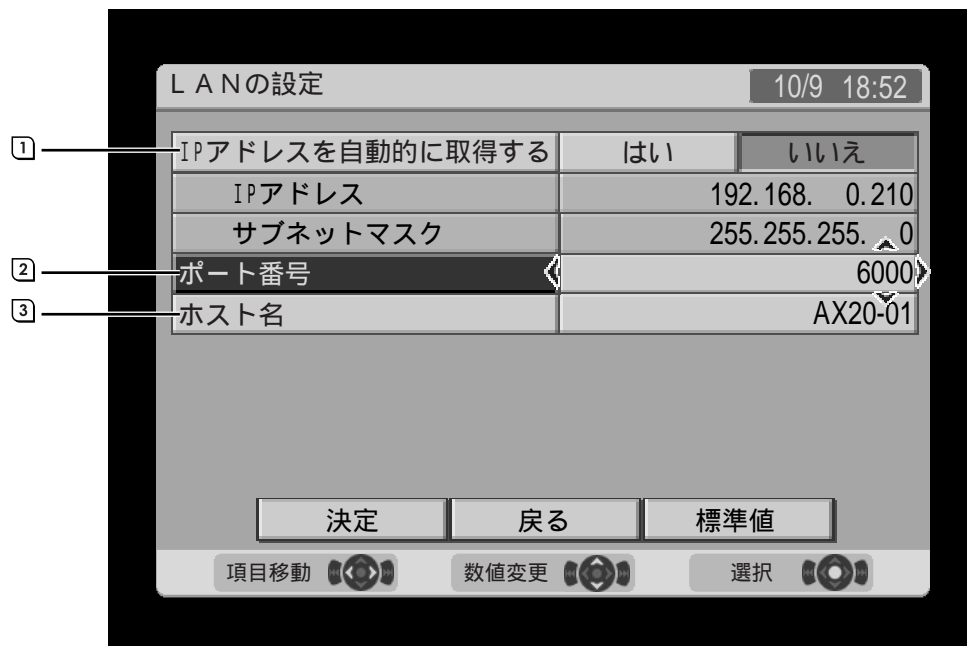 LANの設定 10/9 18:52
1 IPアドレスを自動的に取得する はい いいえ
IPアドレス 192.168. 0.210
サブネットマスク 255.255.255. 0
2 ポート番号 6000
3 ホスト名 AX20-01
決定 戻る 標準値
項目移動 数値変更 選択